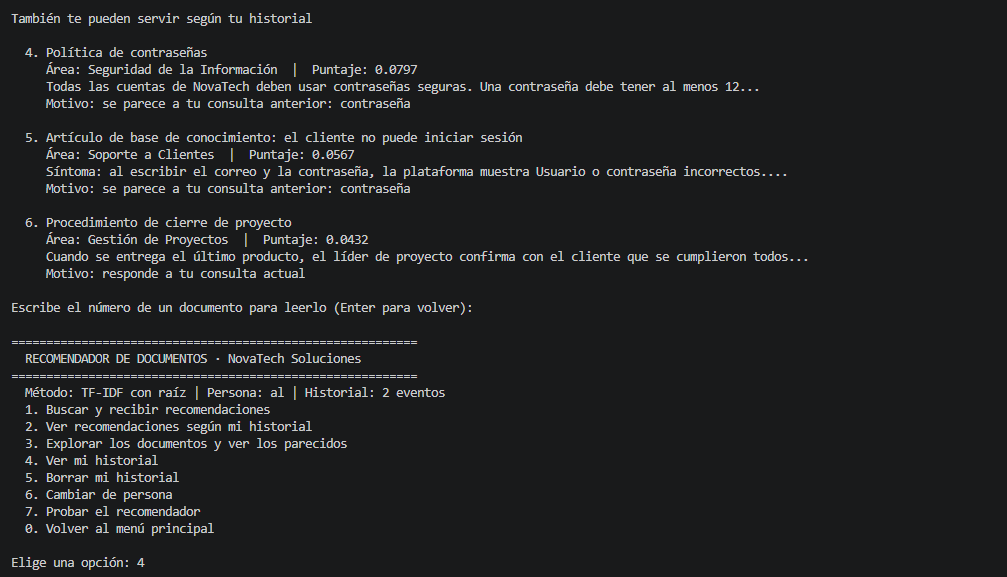 También te pueden servir según tu historial
4. Política de contraseñas
Área: Seguridad de la Información | Puntaje: 0.0797
Todas las cuentas de NovaTech deben usar contraseñas seguras. Una contraseña debe tener al menos 12...
Motivo: se parece a tu consulta anterior: contraseña
5. Artículo de base de conocimiento: el cliente no puede iniciar sesión
Área: Soporte a Clientes | Puntaje: 0.0567
Síntoma: al escribir el correo y la contraseña, la plataforma muestra Usuario o contraseña incorrectos....
Motivo: se parece a tu consulta anterior: contraseña
6. Procedimiento de cierre de proyecto
Área: Gestión de Proyectos | Puntaje: 0.0432
Cuando se entrega el último producto, el líder de proyecto confirma con el cliente que se cumplieron todos...
Motivo: responde a tu consulta actual
Escribe el número de un documento para leerlo (Enter para volver):
==========================================================
RECOMENDADOR DE DOCUMENTOS · NovaTech Soluciones
==========================================================
Método: TF-IDF con raíz | Persona: al | Historial: 2 eventos
1. Buscar y recibir recomendaciones
2. Ver recomendaciones según mi historial
3. Explorar los documentos y ver los parecidos
4. Ver mi historial
5. Borrar mi historial
6. Cambiar de persona
7. Probar el recomendador
0. Volver al menú principal
Elige una opción: 4